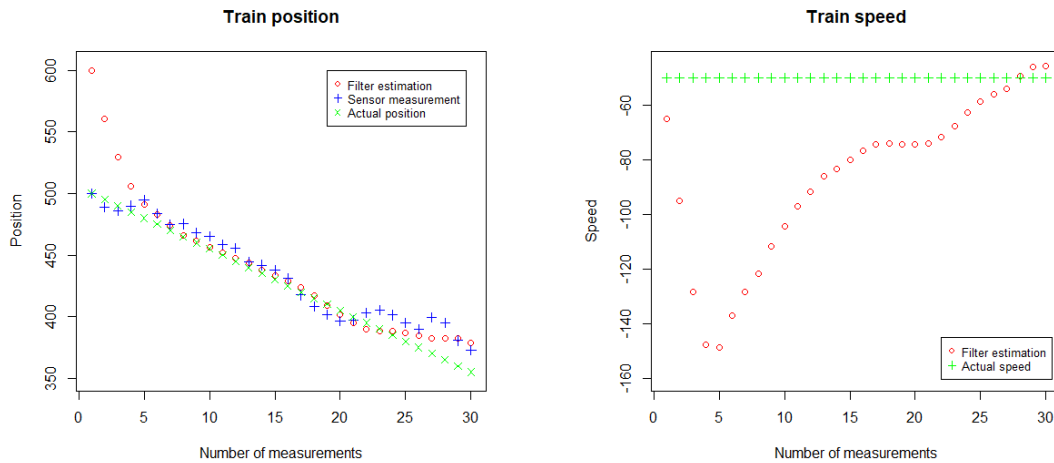 Train position
Position
600
550
500
450
400
350
Filter estimation
Sensor measurement
Actual position
0 5 10 15 20 25 30
Number of measurements
Train speed
Speed
-60
-80
-100
-120
-140
-160
Filter estimation
Actual speed
0 5 10 15 20 25 30
Number of measurements